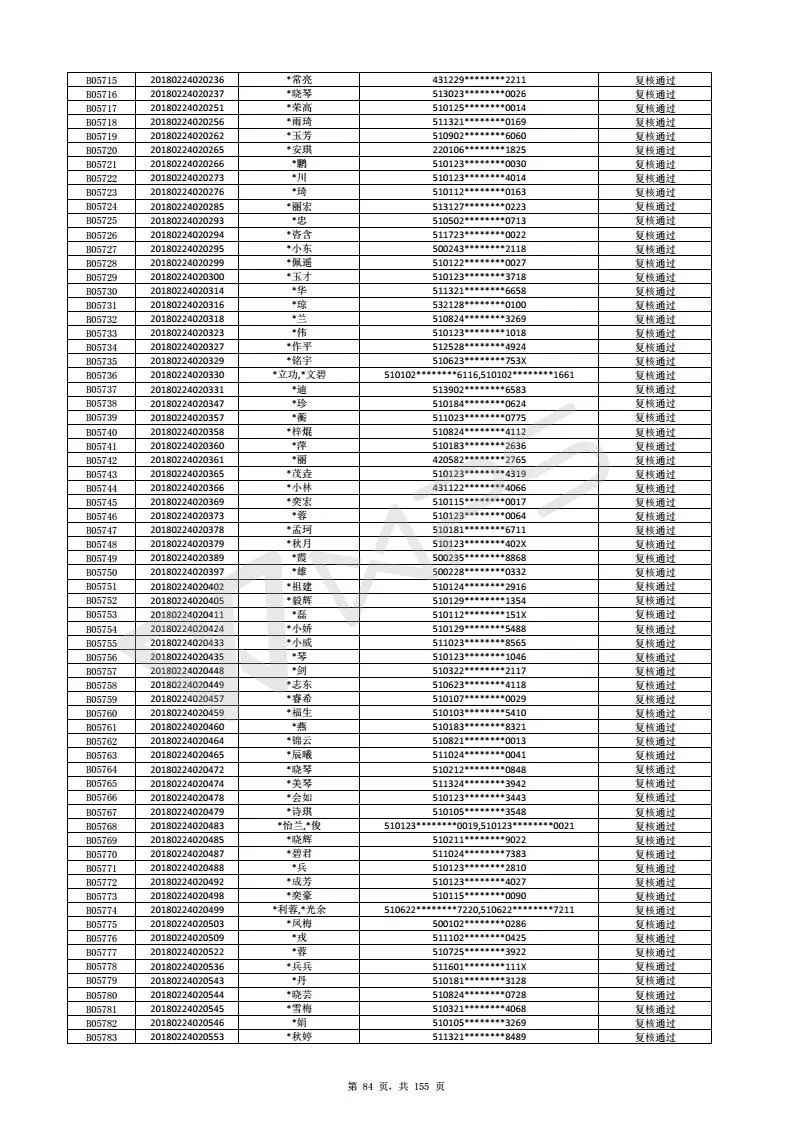 B05715 20180224020236 *常亮 431229********2211 复核通过
B05716 20180224020237 *晓琴 513023********0026 复核通过
B05717 20180224020251 *荣高 510125********0014 复核通过
B05718 20180224020256 *雨琦 511321********0169 复核通过
B05719 20180224020262 *玉芳 510902********6060 复核通过
B05720 20180224020265 *安琪 220106********1825 复核通过
B05721 20180224020266 *鹏 510123********0030 复核通过
B05722 20180224020273 *川 510123********4014 复核通过
B05723 20180224020276 *琦 510112********0163 复核通过
B05724 20180224020285 *丽宏 513127********0223 复核通过
B05725 20180224020293 *忠 510502********0713 复核通过
B05726 20180224020294 *咨含 511723********0022 复核通过
B05727 20180224020295 *小东 500243********2118 复核通过
B05728 20180224020299 *佩遥 510122********0027 复核通过
B05729 20180224020300 *玉才 510123********3718 复核通过
B05730 20180224020314 *华 511321********6658 复核通过
B05731 20180224020316 *琼 532128********0100 复核通过
B05732 20180224020318 *兰 510824********3269 复核通过
B05733 20180224020323 *伟 510123********1018 复核通过
B05734 20180224020327 *作平 512528********4924 复核通过
B05735 20180224020329 *铭宇 510623********753X 复核通过
B05736 20180224020330 *立功,*文碧 510102********6116,510102********1661 复核通过
B05737 20180224020331 *迪 513902********6583 复核通过
B05738 20180224020347 *珍 510184********0624 复核通过
B05739 20180224020357 *蘅 511023********0775 复核通过
B05740 20180224020358 *梓焜 510824********4112 复核通过
B05741 20180224020360 *萍 510183********2636 复核通过
B05742 20180224020361 *丽 420582********2765 复核通过
B05743 20180224020365 *茂垚 510123********4319 复核通过
B05744 20180224020366 *小林 431122********4066 复核通过
B05745 20180224020369 *奕宏 510115********0017 复核通过
B05746 20180224020373 *蓉 510123********0064 复核通过
B05747 20180224020378 *孟珂 510181********6711 复核通过
B05748 20180224020379 *秋月 510123********402X 复核通过
B05749 20180224020389 *霞 500235********8868 复核通过
B05750 20180224020397 *雄 500228********0332 复核通过
B05751 20180224020402 *祖建 510124********2916 复核通过
B05752 20180224020405 *毅辉 510129********1354 复核通过
B05753 20180224020411 *磊 510112********151X 复核通过
B05754 20180224020424 *小娇 510129********5488 复核通过
B05755 20180224020433 *小威 511023********8565 复核通过
B05756 20180224020435 *琴 510123********1046 复核通过
B05757 20180224020448 *剑 510322********2117 复核通过
B05758 20180224020449 *志东 510623********4118 复核通过
B05759 20180224020457 *睿希 510107********0029 复核通过
B05760 20180224020459 *福生 510103********5410 复核通过
B05761 20180224020460 *燕 510183********8321 复核通过
B05762 20180224020464 *锦云 510821********0013 复核通过
B05763 20180224020465 *辰曦 511024********0041 复核通过
B05764 20180224020472 *晓琴 510212********0848 复核通过
B05765 20180224020474 *美琴 511324********3942 复核通过
B05766 20180224020478 *会如 510123********3443 复核通过
B05767 20180224020479 *诗琪 510105********3548 复核通过
B05768 20180224020483 *怡兰,*俊 510123********0019,510123********0021 复核通过
B05769 20180224020485 *晓辉 510211********9022 复核通过
B05770 20180224020487 *碧君 511024********7383 复核通过
B05771 20180224020488 *兵 510123********2810 复核通过
B05772 20180224020492 *成芳 510123********4027 复核通过
B05773 20180224020498 *奕豪 510115********0090 复核通过
B05774 20180224020499 *利蓉,*光余 510622********7220,510622********7211 复核通过
B05775 20180224020503 *凤梅 500102********0286 复核通过
B05776 20180224020509 *戎 511102********0425 复核通过
B05777 20180224020522 *蓉 510725********3922 复核通过
B05778 20180224020536 *兵兵 511601********111X 复核通过
B05779 20180224020543 *丹 510181********3128 复核通过
B05780 20180224020544 *晓芸 510824********0728 复核通过
B05781 20180224020545 *雪梅 510321********4068 复核通过
B05782 20180224020546 *娟 510105********3269 复核通过
B05783 20180224020553 *秋婷 511321********8489 复核通过
WPS
第 84 页，共 155 页